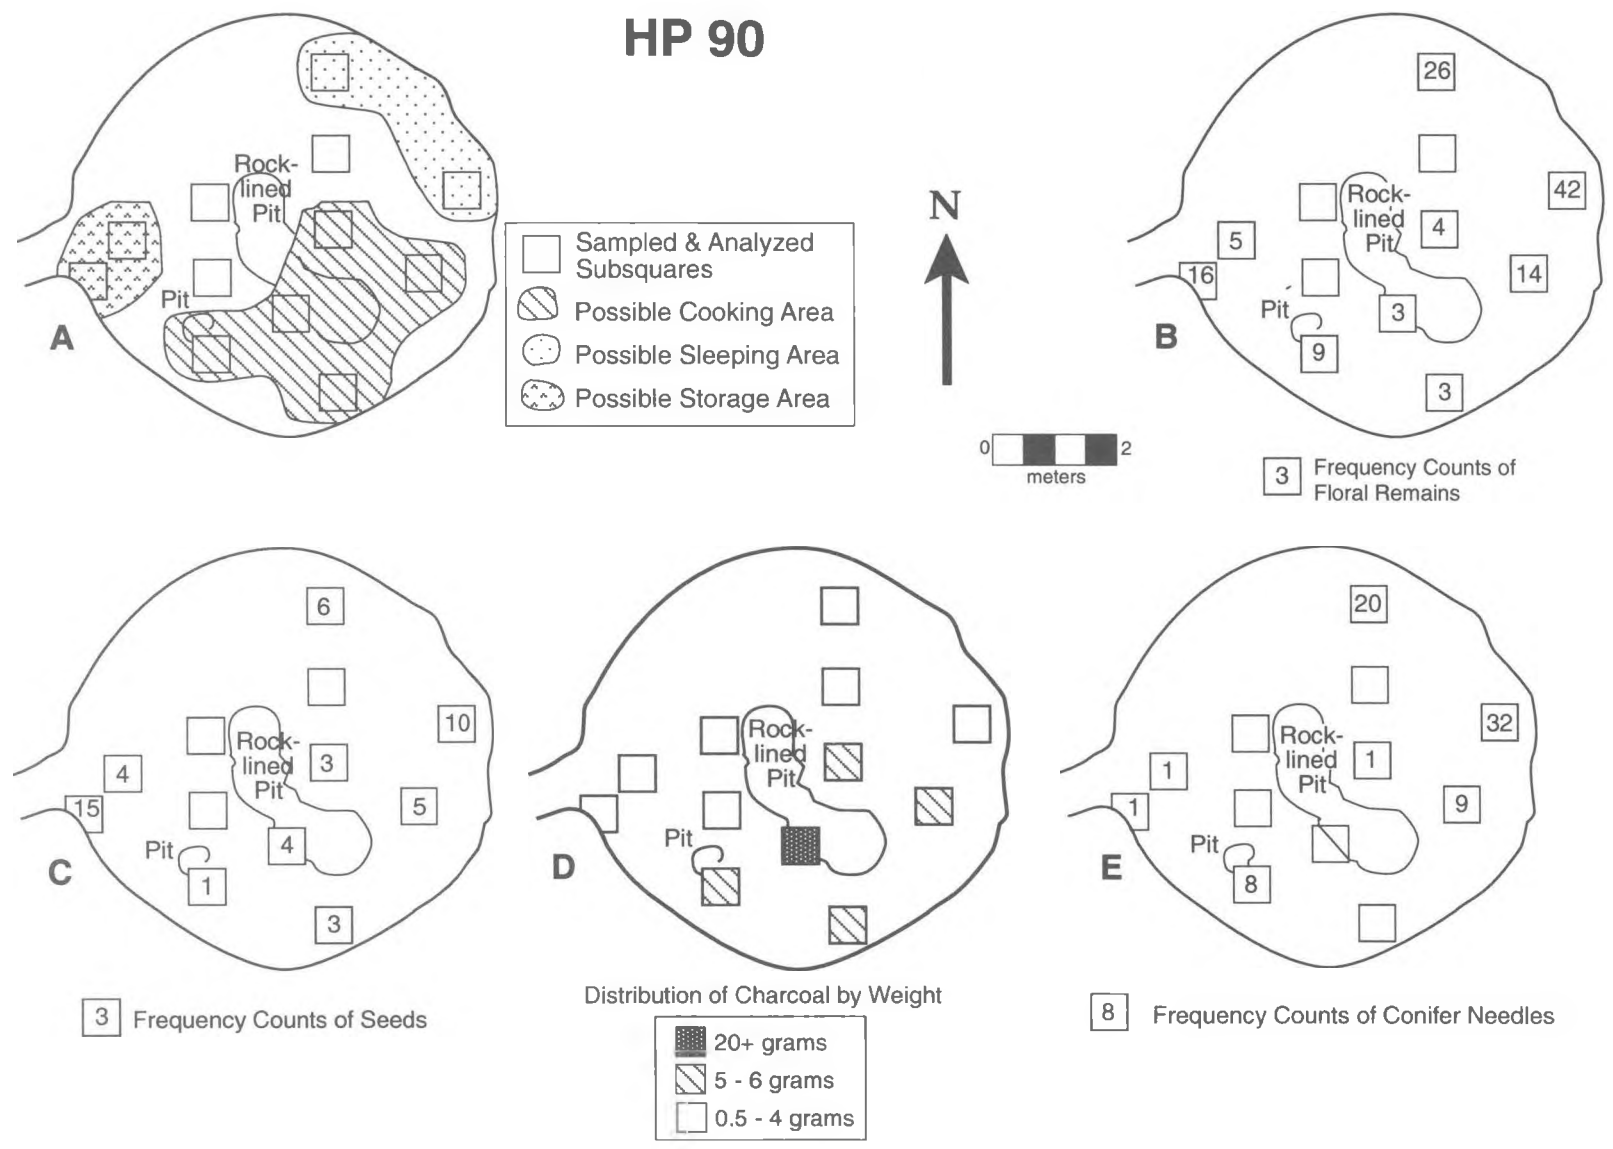 HP 90
Rock-
lined
Pit
Pit
A
Sampled & Analyzed
Subsquares
Possible Cooking Area
Possible Sleeping Area
Possible Storage Area
N
0
2
meters
26
42
Rock-
lined
Pit
4
5
16
14
Pit
3
9
B
3
3 Frequency Counts of
Floral Remains
6
10
Rock-
lined
Pit
3
4
15
5
Pit
4
1
C
3
3 Frequency Counts of Seeds
Rock-
lined
Pit
Pit
D
Distribution of Charcoal by Weight
20+ grams
5 - 6 grams
0.5 - 4 grams
20
32
Rock-
lined
Pit
1
1
1
9
Pit
8
E
8 Frequency Counts of Conifer Needles